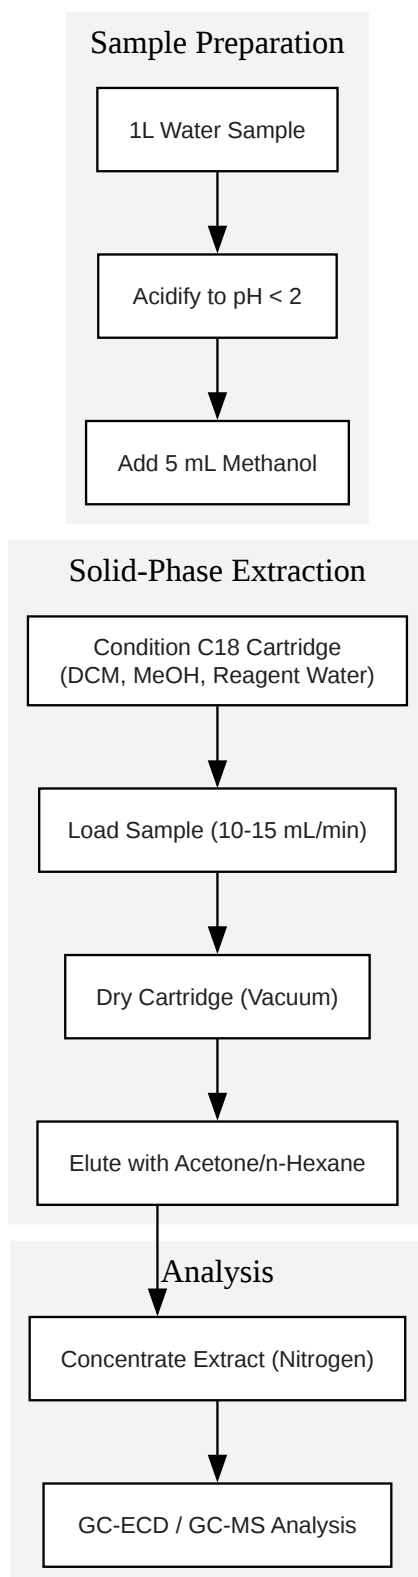 Sample Preparation
1L Water Sample
Acidify to pH < 2
Add 5 mL Methanol
Solid-Phase Extraction
Condition C18 Cartridge
(DCM, MeOH, Reagent Water)
Load Sample (10-15 mL/min)
Dry Cartridge (Vacuum)
Elute with Acetone/n-Hexane
Analysis
Concentrate Extract (Nitrogen)
GC-ECD / GC-MS Analysis